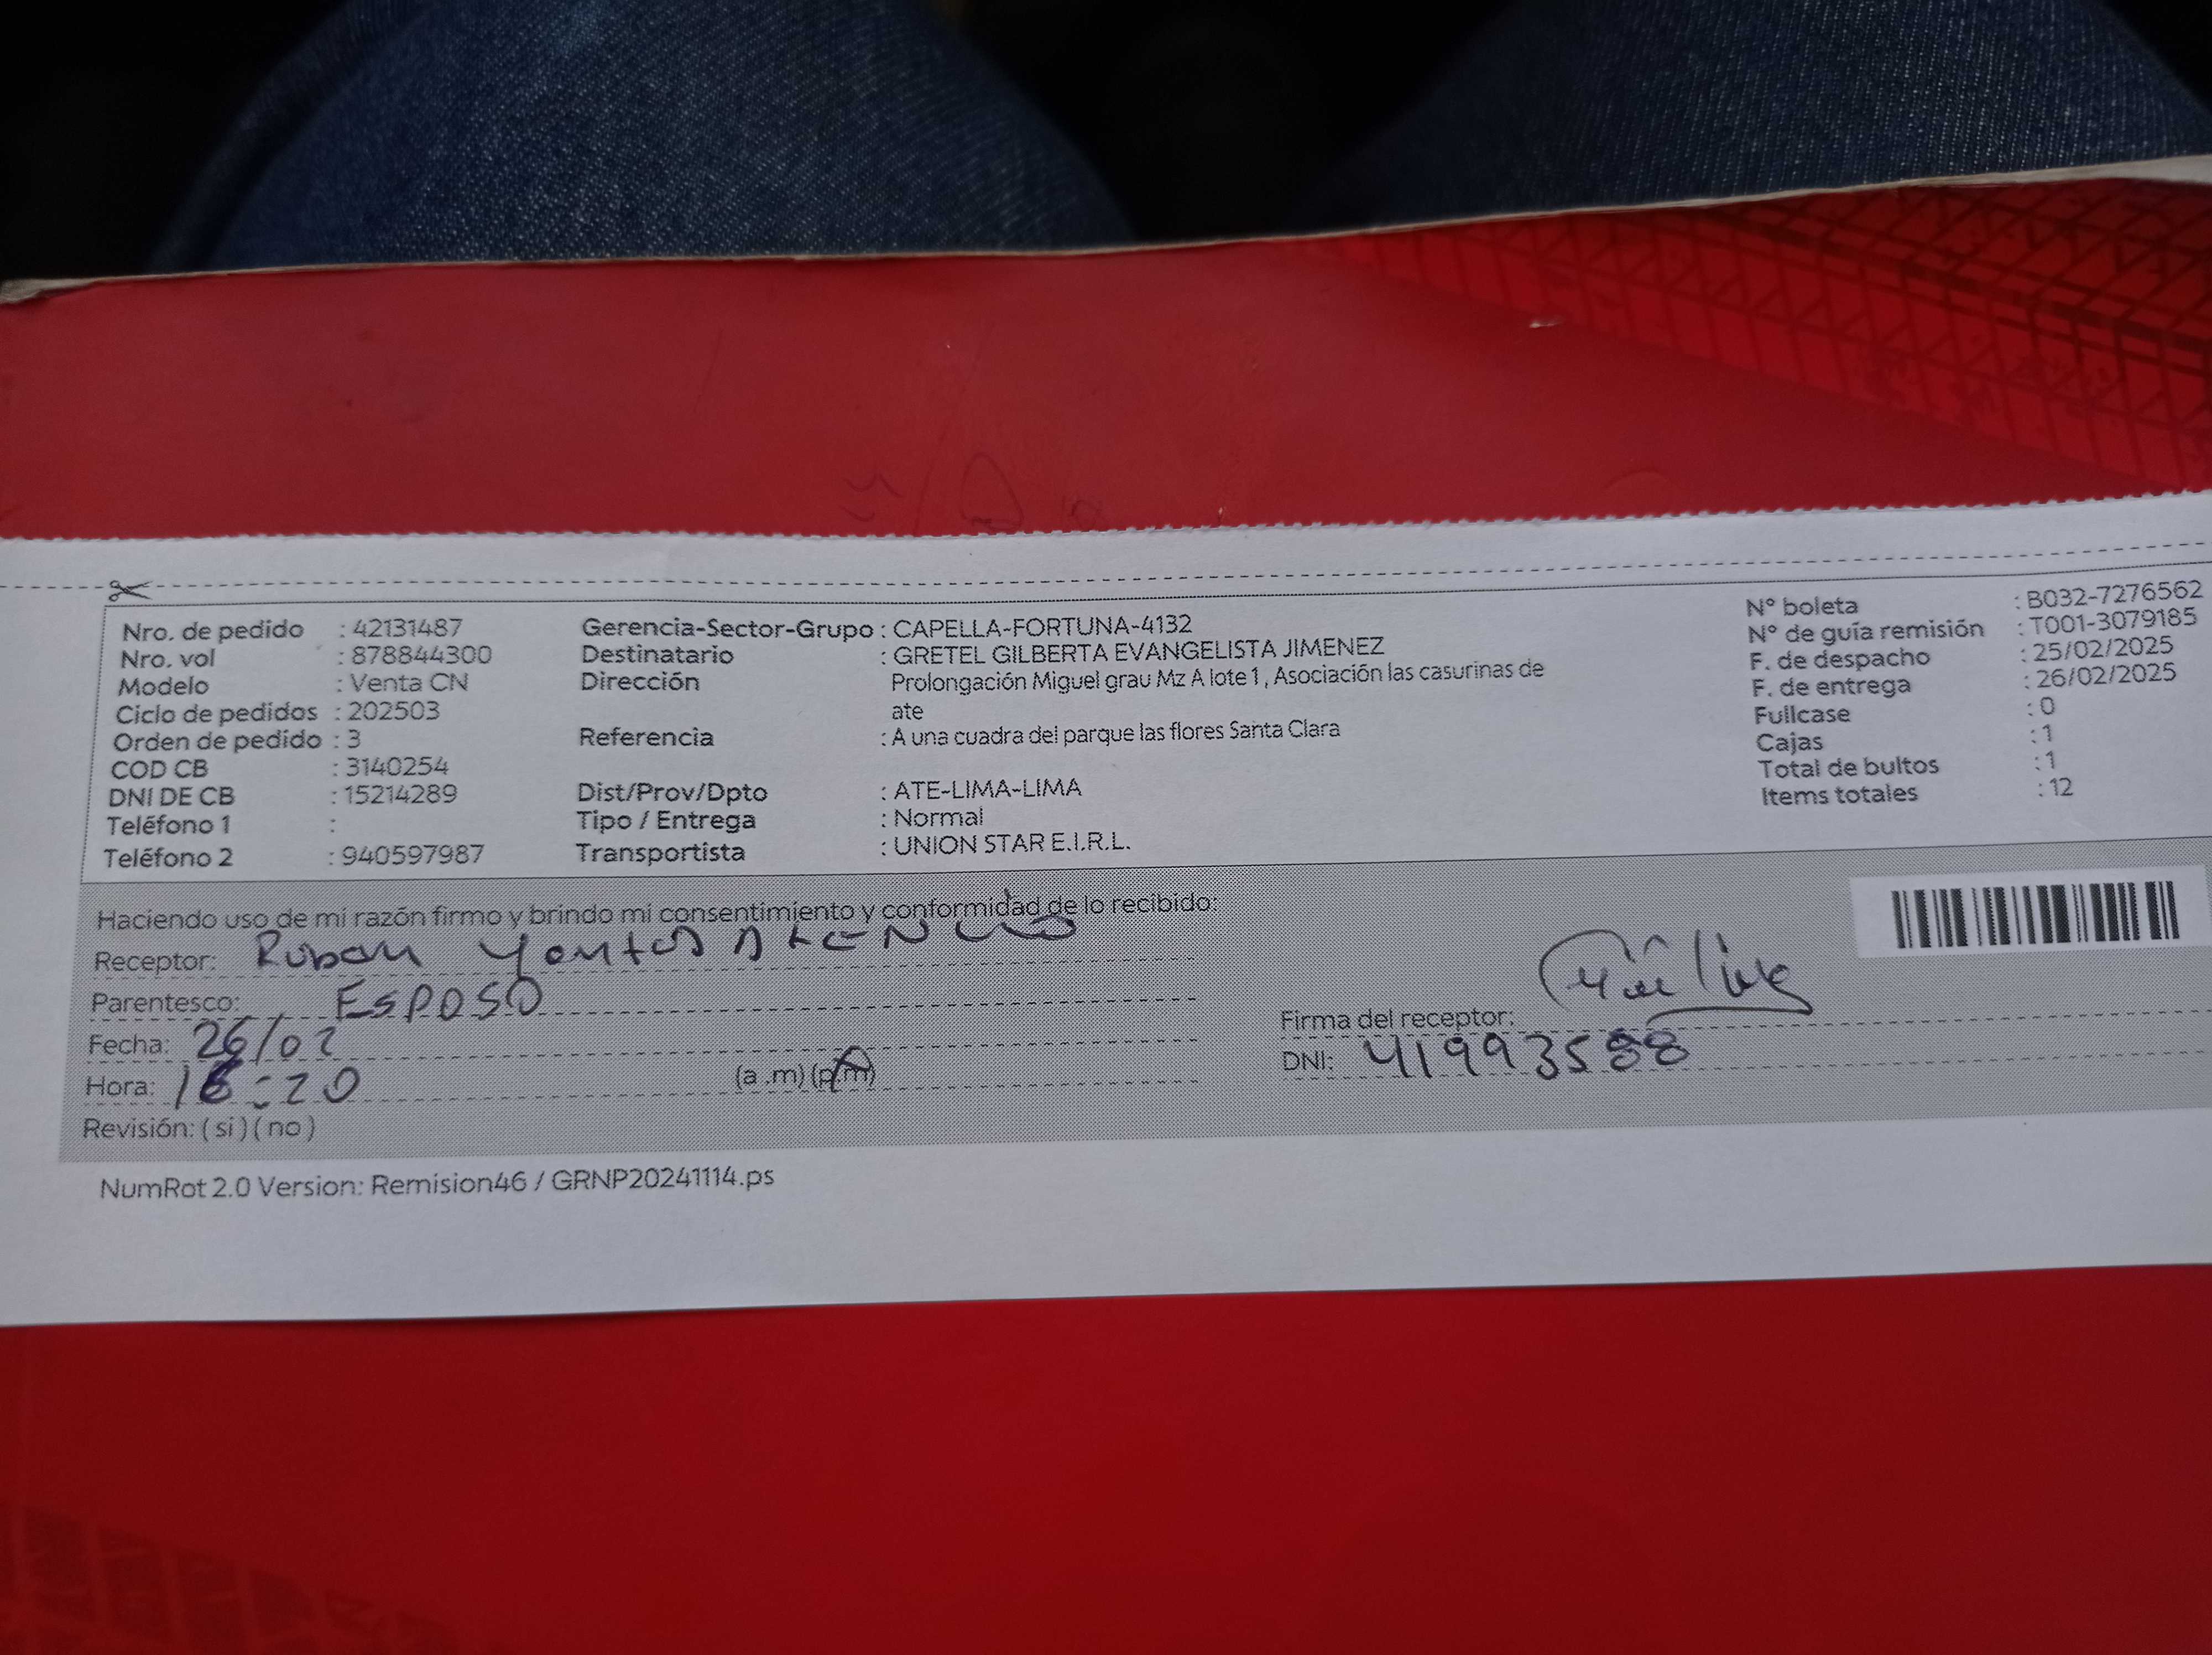 Nro. de pedido : 42131487
Nro. vol : 878844300
Modelo : Venta CN
Ciclo de pedidos : 202503
Orden de pedido : 3
COD CB : 3140254
DNI DE CB : 15214289
Teléfono 1 :
Teléfono 2 : 940597987
Gerencia-Sector-Grupo : CAPELLA-FORTUNA-4132
Destinatario : GRETEL GILBERTA EVANGELISTA JIMENEZ
Dirección Prolongación Miguel grau Mz A lote 1, Asociación las casurinas de
ate
Referencia : A una cuadra del parque las flores Santa Clara
Dist/Prov/Dpto : ATE-LIMA-LIMA
Tipo / Entrega : Normal
Transportista : UNION STAR E.I.R.L.
N° boleta : B032-7276562
N° de guía remisión : T001-3079185
F. de despacho : 25/02/2025
F. de entrega : 26/02/2025
Fullcase : 0
Cajas : 1
Total de bultos : 1
Items totales : 12
Haciendo uso de mi razón firmo y brindo mi consentimiento y conformidad de lo recibido:
Receptor: Ruben
Parentesco: ESPOSO
Fecha: 26/02
Hora: 16:20 (a .m) (p.m)
Revisión: ( si ) ( no )
Firma del receptor:
DNI: 41993588
NumRot 2.0 Version: Remision46 / GRNP20241114.ps